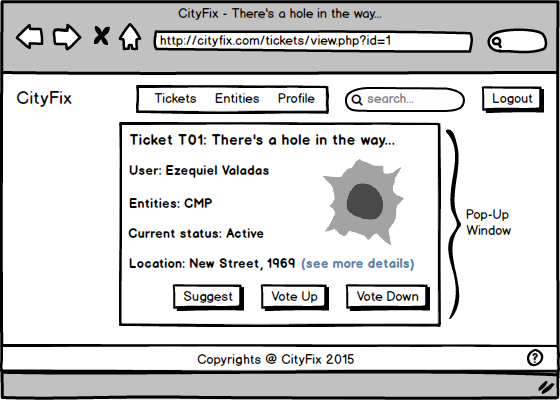 CityFix - There's a hole in the way...
http://cityfix.com/tickets/view.php?id=1
CityFix
Tickets Entities Profile
search...
Logout
Ticket T01: There's a hole in the way...
User: Ezequiel Valadas
Entities: CMP
Current status: Active
Location: New Street, 1969 (see more details)
Suggest
Vote Up
Vote Down
Pop-Up
Window
Copyrights @ CityFix 2015
?